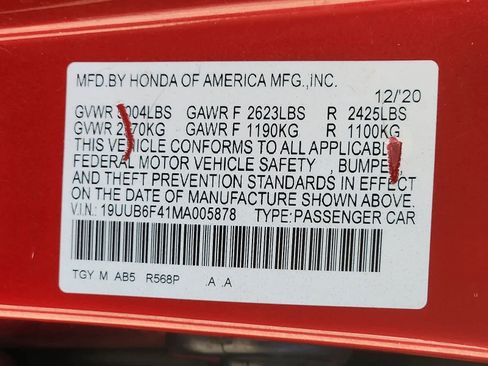 MFD.BY HONDA OF AMERICA MFG.,INC.
12/'20
GVWR 5004LBS GAWR F 2623LBS R 2425LBS
GVWR 2270KG GAWR F 1190KG R 1100KG
THIS VEHICLE CONFORMS TO ALL APPLICABLE
FEDERAL MOTOR VEHICLE SAFETY , BUMPER
AND THEFT PREVENTION STANDARDS IN EFFECT
ON THE DATE OF MANUFACTURE SHOWN ABOVE.
V.I.N.: 19UUB6F41MA005878 TYPE: PASSENGER CAR
TGY M AB5 R568P .A .A